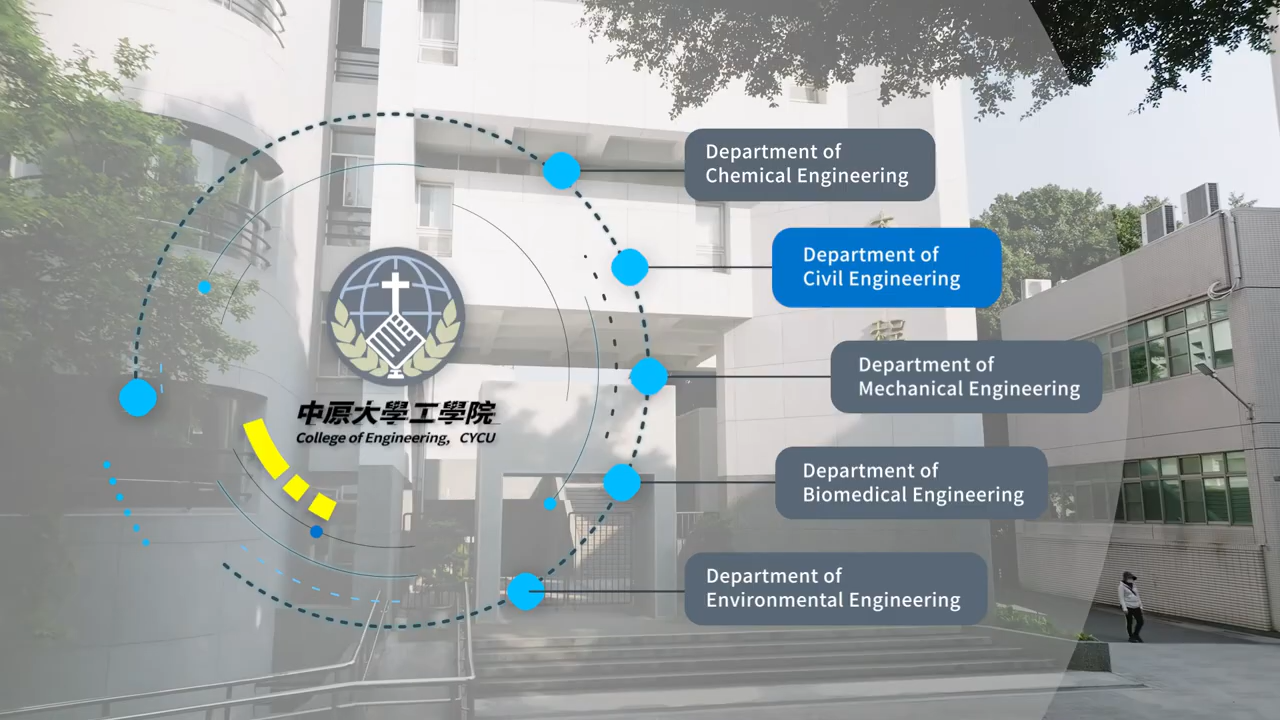 中原大學工學院
College of Engineering, CYCU
Department of
Chemical Engineering
Department of
Civil Engineering
Department of
Mechanical Engineering
Department of
Biomedical Engineering
Department of
Environmental Engineering